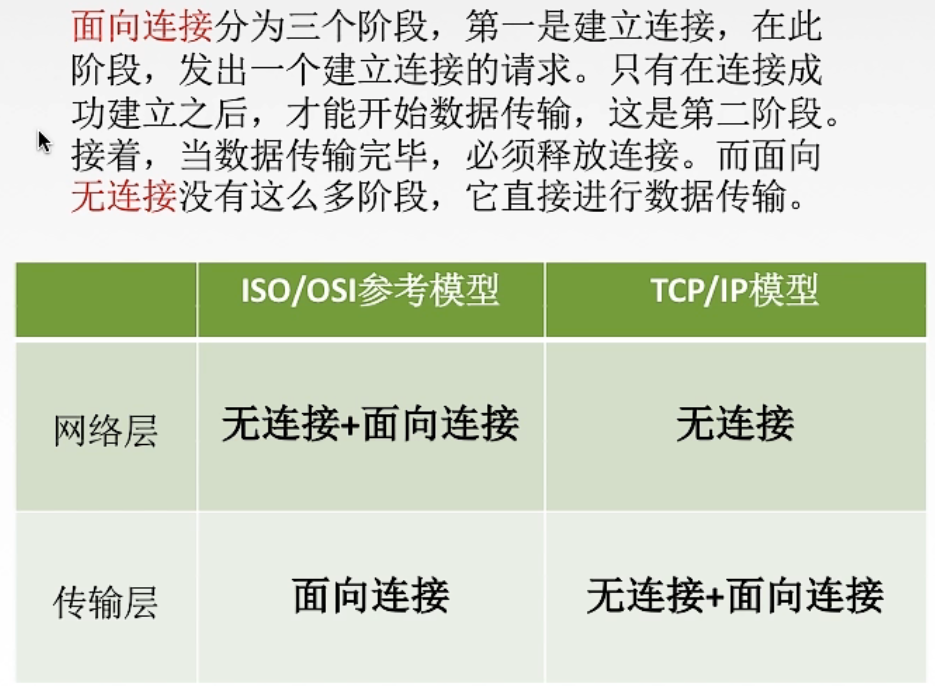 面向连接分为三个阶段，第一是建立连接，在此
阶段，发出一个建立连接的请求。只有在连接成
功建立之后，才能开始数据传输，这是第二阶段。
接着，当数据传输完毕，必须释放连接。而面向
无连接没有这么多阶段，它直接进行数据传输。
ISO/OSI参考模型 TCP/IP模型
网络层 无连接+面向连接 无连接
传输层 面向连接 无连接+面向连接